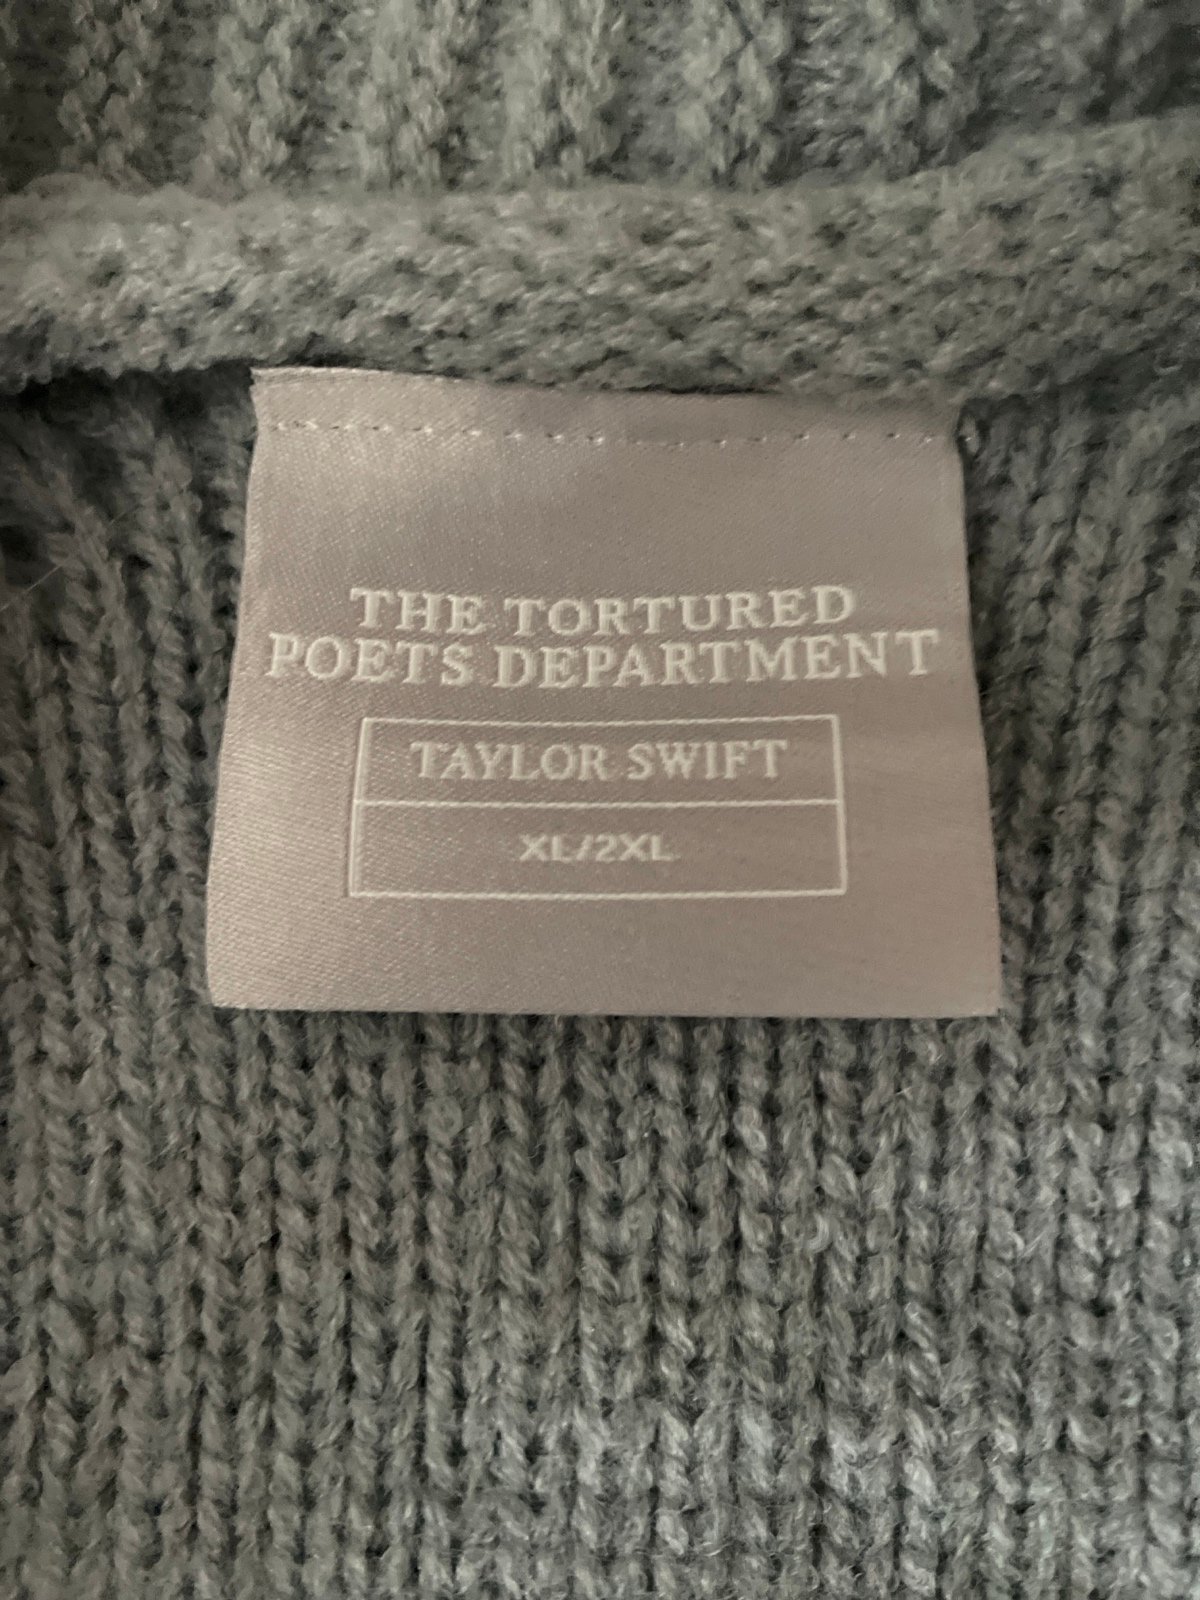 THE TORTURED
POETS DEPARTMENT
TAYLOR SWIFT
XL/2XL